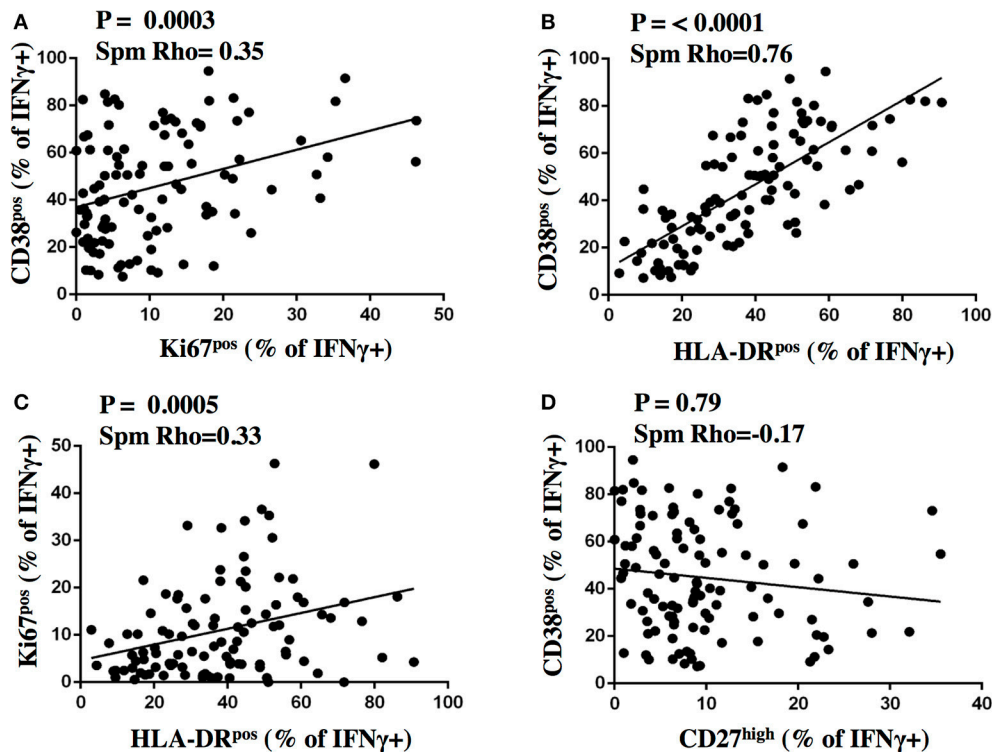 A
P = 0.0003
Spm Rho= 0.35
CD38pos (% of IFNγ+)
100
80
60
40
20
0
0 10 20 30 40 50
Ki67pos (% of IFNγ+)
B
P = < 0.0001
Spm Rho=0.76
CD38pos (% of IFNγ+)
100
80
60
40
20
0
0 20 40 60 80 100
HLA-DRpos (% of IFNγ+)
C
P = 0.0005
Spm Rho=0.33
Ki67pos (% of IFNγ+)
50
40
30
20
10
0
0 20 40 60 80 100
HLA-DRpos (% of IFNγ+)
D
P = 0.79
Spm Rho=-0.17
CD38pos (% of IFNγ+)
100
80
60
40
20
0
0 10 20 30 40
CD27high (% of IFNγ+)